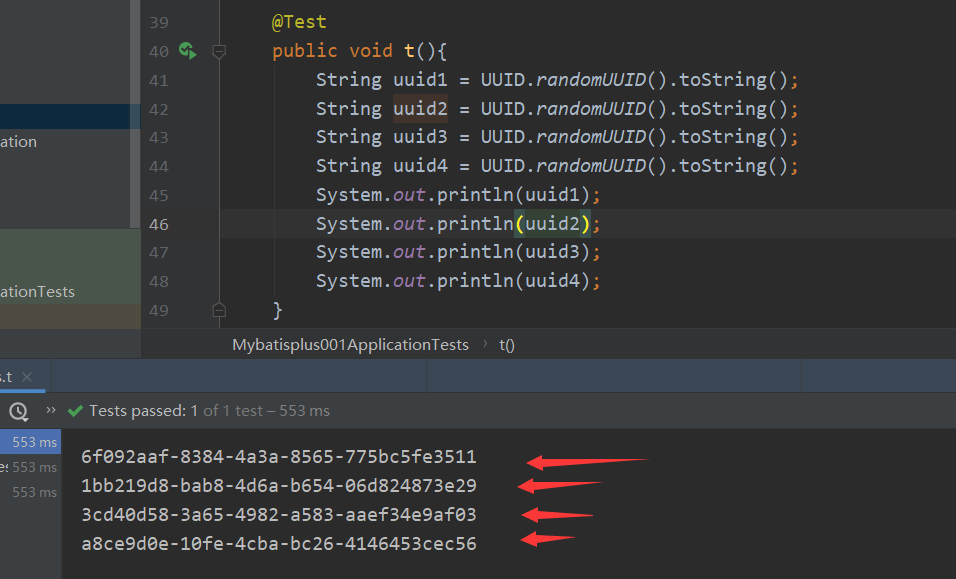 39 @Test
40 public void t(){
41 String uuid1 = UUID.randomUUID().toString();
42 String uuid2 = UUID.randomUUID().toString();
43 String uuid3 = UUID.randomUUID().toString();
ation
44 String uuid4 = UUID.randomUUID().toString();
45 System.out.println(uuid1);
46 System.out.println(uuid2);
47 System.out.println(uuid3);
48 System.out.println(uuid4);
ationTests
49 }
Mybatisplus001ApplicationTests › t()
s.t ×
» Tests passed: 1 of 1 test – 553 ms
553 ms
es 553 ms
553 ms
6f092aaf-8384-4a3a-8565-775bc5fe3511
1bb219d8-bab8-4d6a-b654-06d824873e29
3cd40d58-3a65-4982-a583-aaef34e9af03
a8ce9d0e-10fe-4cba-bc26-4146453cec56